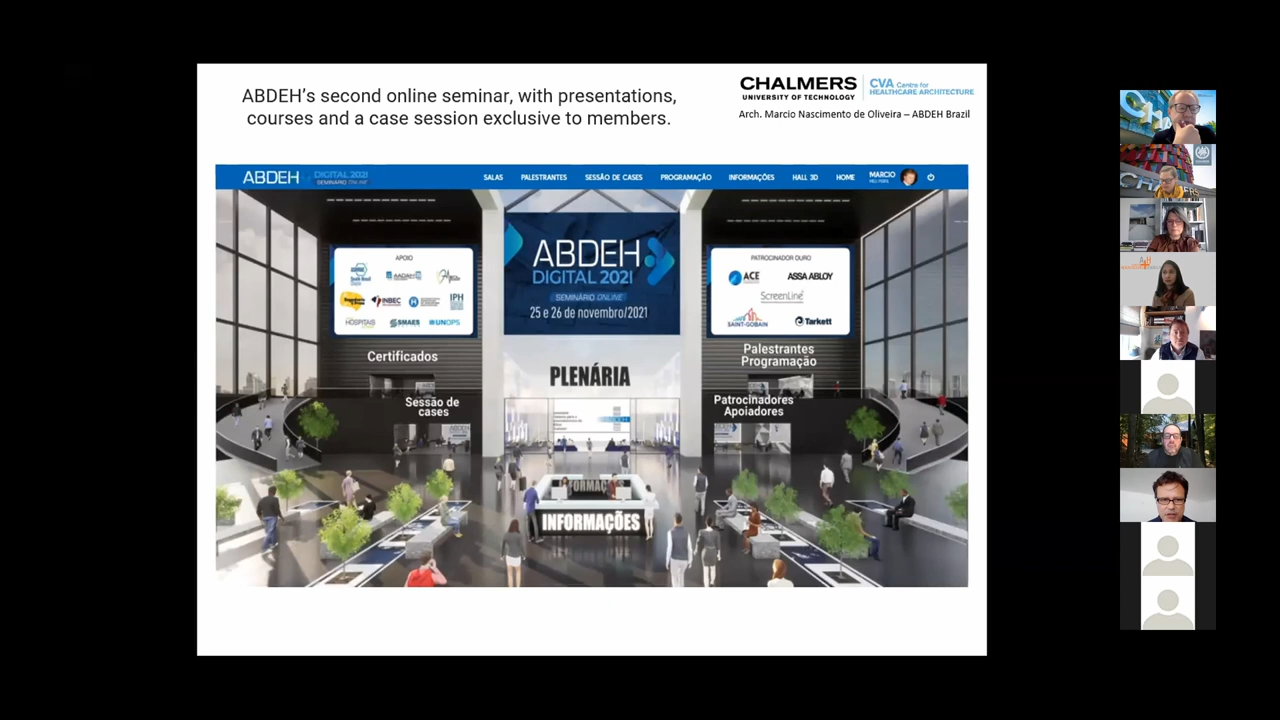 ABDEH's second online seminar, with presentations,
courses and a case session exclusive to members.
CHALMERS
UNIVERSITY OF TECHNOLOGY
CVA Centre for
HEALTHCARE ARCHITECTURE
Arch. Marcio Nascimento de Oliveira – ABDEH Brazil
ABDEH DIGITAL 2021
SEMINÁRIO ONLINE
SALAS PALESTRANTES SESSÃO DE CASES PROGRAMAÇÃO INFORMAÇÕES HALL 3D HOME MARCIO
APOIO
AADAIH
INBEC
IPH
HOSPITAIS
SMAES
UNOPS
ABDEH
DIGITAL 2021
SEMINÁRIO ONLINE
25 e 26 de novembro/2021
PATROCINADOR OURO
ACE
ASSA ABLOY
ScreenLine
SAINT-GOBAIN
Tarkett
Certificados
Sessão de
cases
PLENÁRIA
Palestrantes
Programação
Patrocinadores
Apoiadores
INFORMAÇÕES
CHALMERS